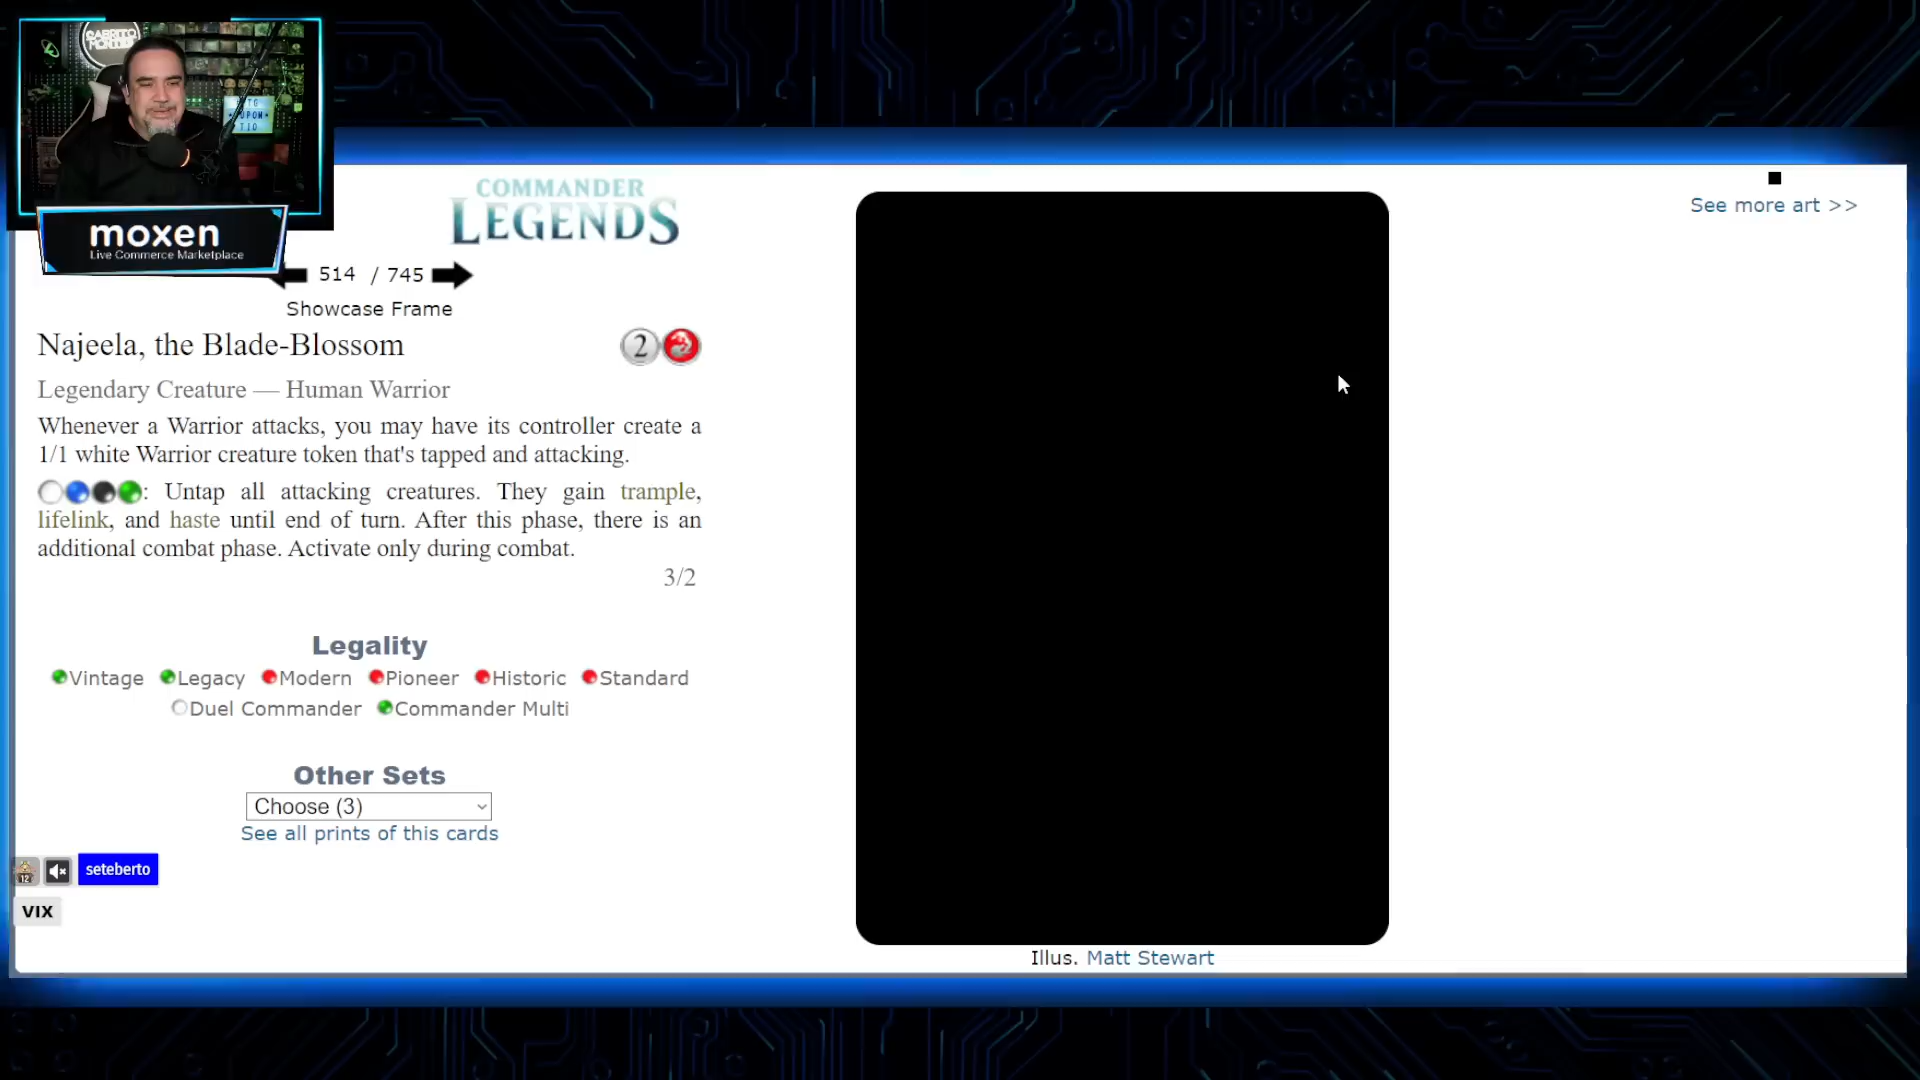 CABRITO
MONTES
moxen
Live Commerce Marketplace
COMMANDER
LEGENDS
514 / 745
Showcase Frame
Najeela, the Blade-Blossom
2
Legendary Creature — Human Warrior
Whenever a Warrior attacks, you may have its controller create a
1/1 white Warrior creature token that's tapped and attacking.
: Untap all attacking creatures. They gain trample,
lifelink, and haste until end of turn. After this phase, there is an
additional combat phase. Activate only during combat.
3/2
Legality
Vintage Legacy Modern Pioneer Historic Standard
Duel Commander Commander Multi
Other Sets
Choose (3)
See all prints of this cards
12
seteberto
VIX
Illus. Matt Stewart
See more art >>